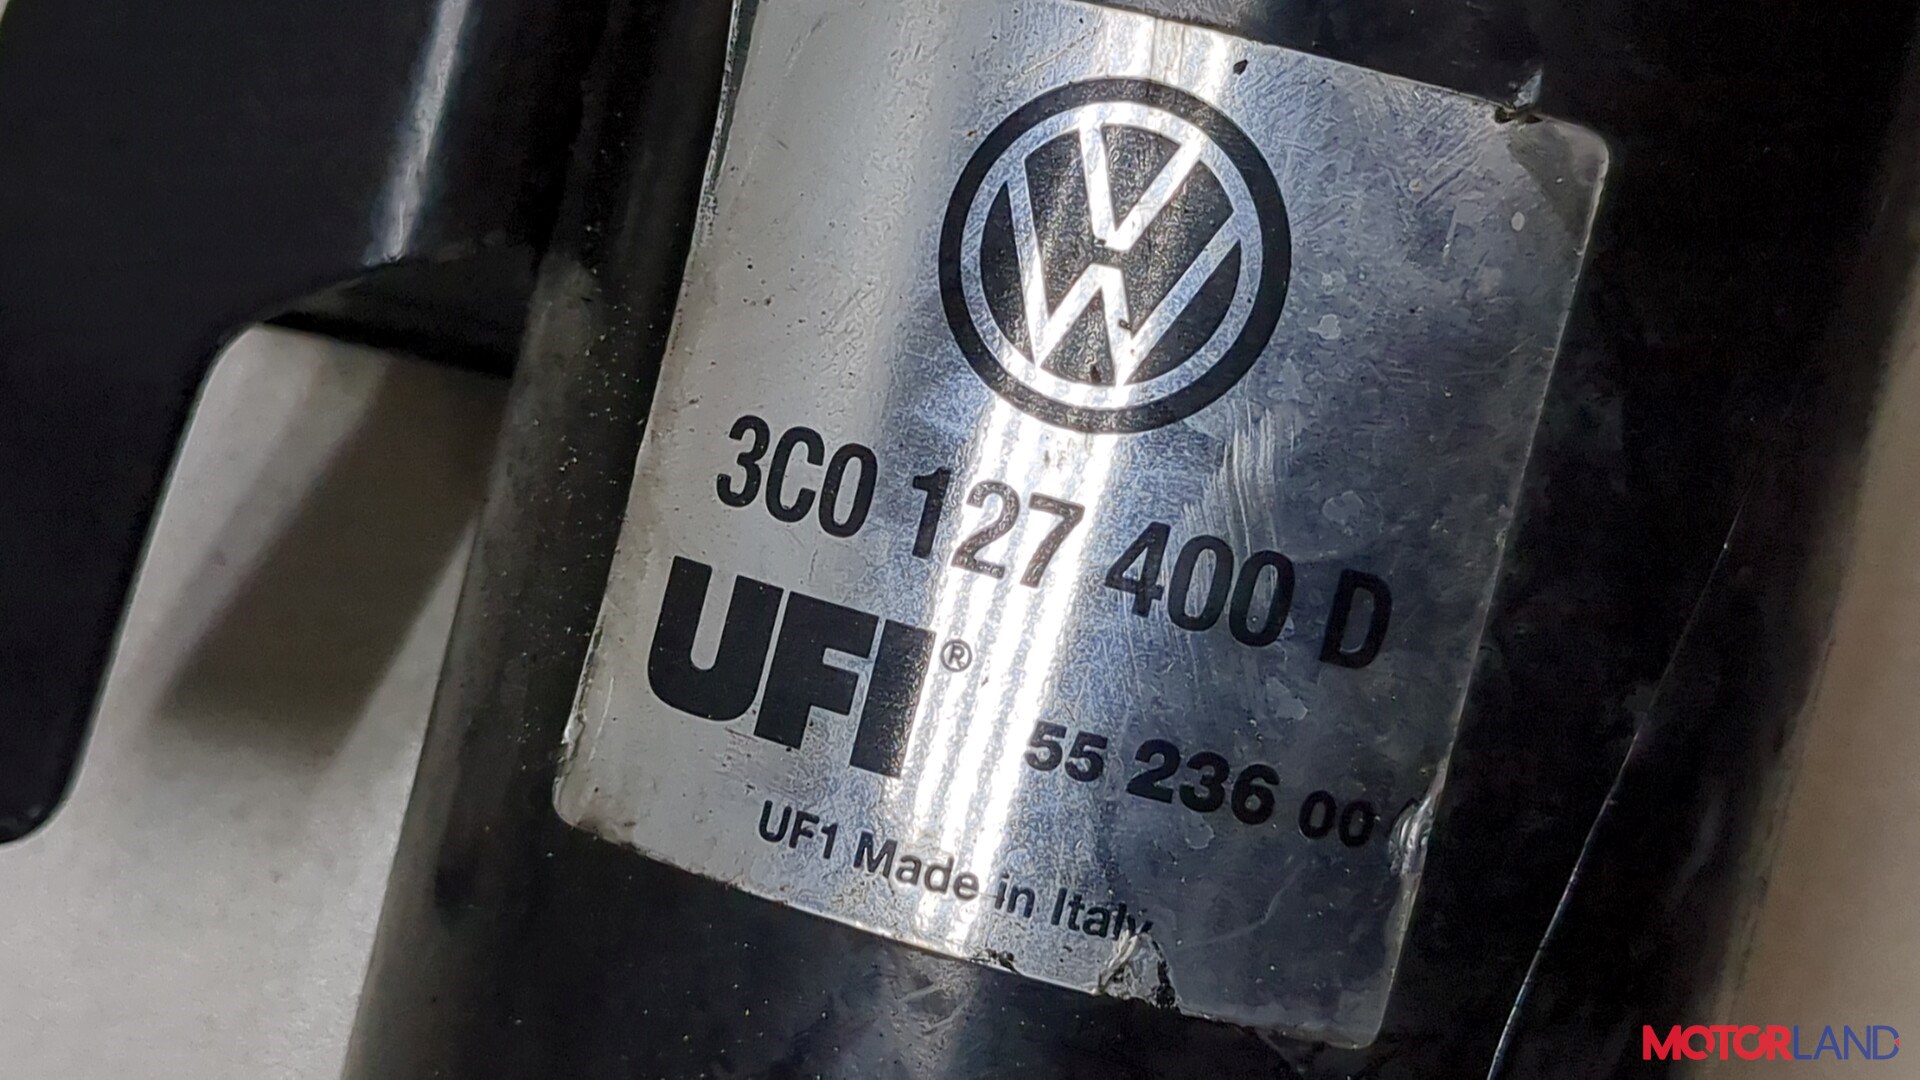 3C0 127 400 D
UFI®
55 236 00
UF1 Made in Italy
MOTORLAND